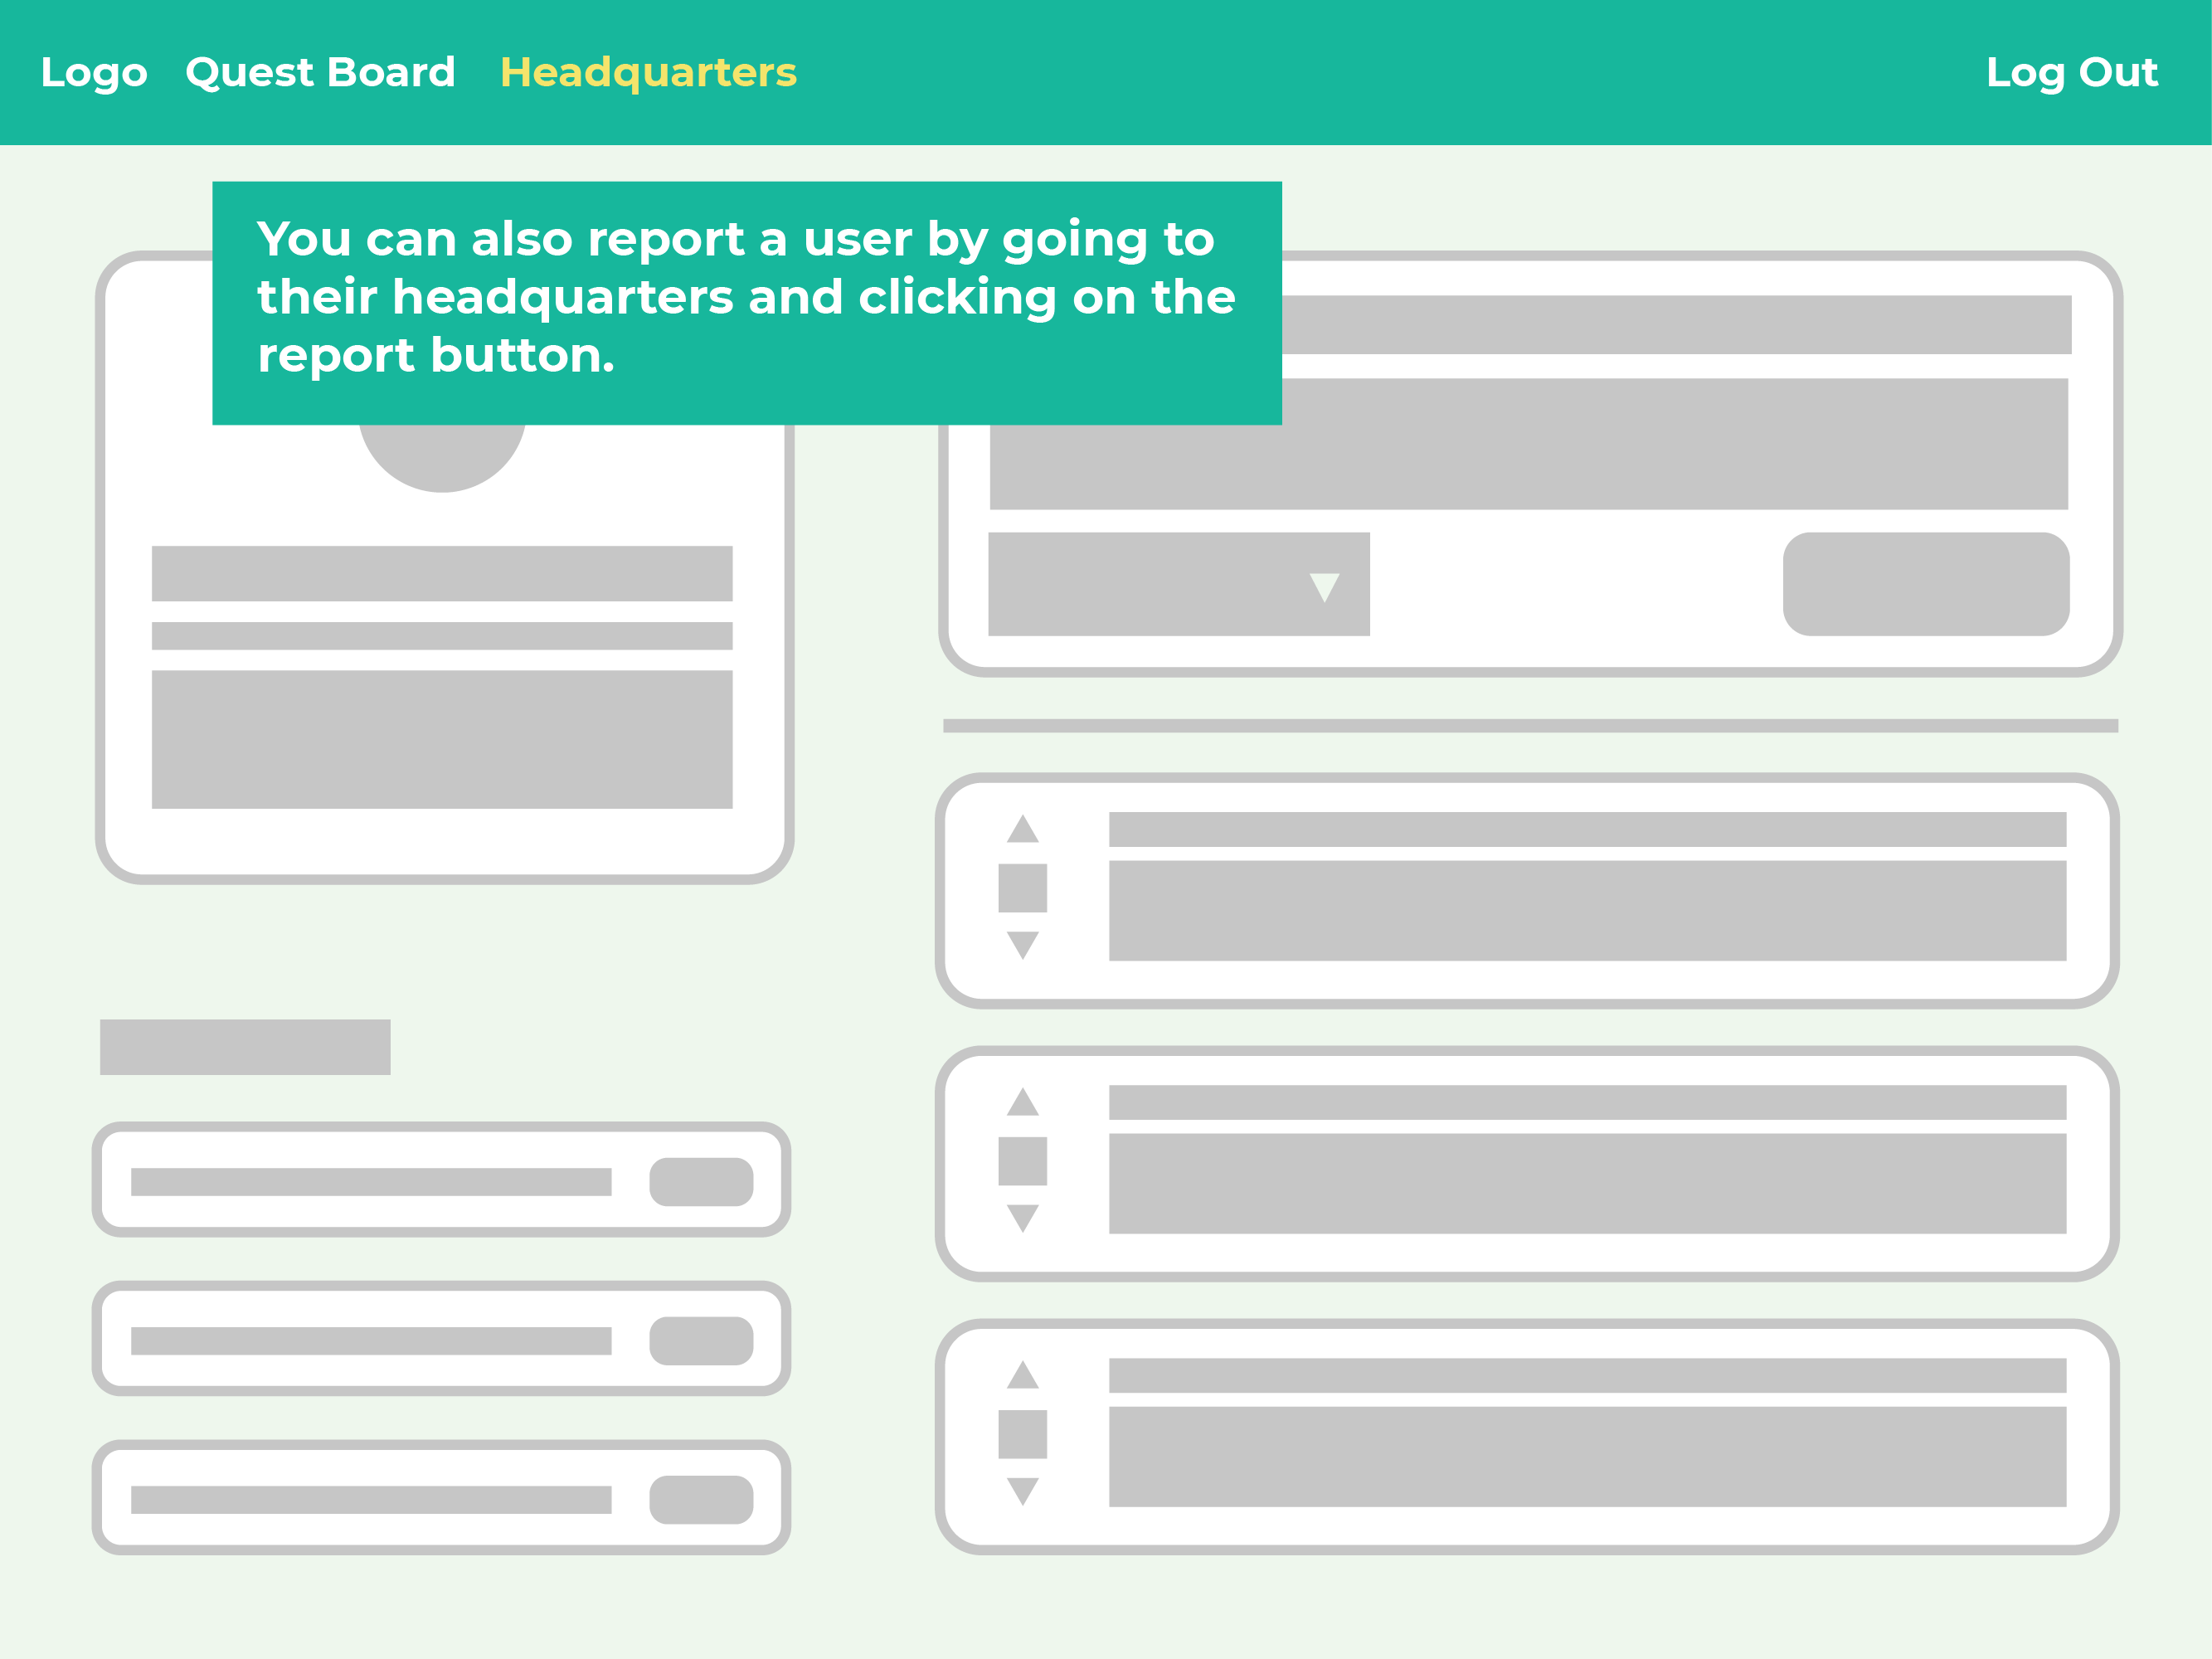 Logo Quest Board Headquarters Log Out
You can also report a user by going to
their headquarters and clicking on the
report button.